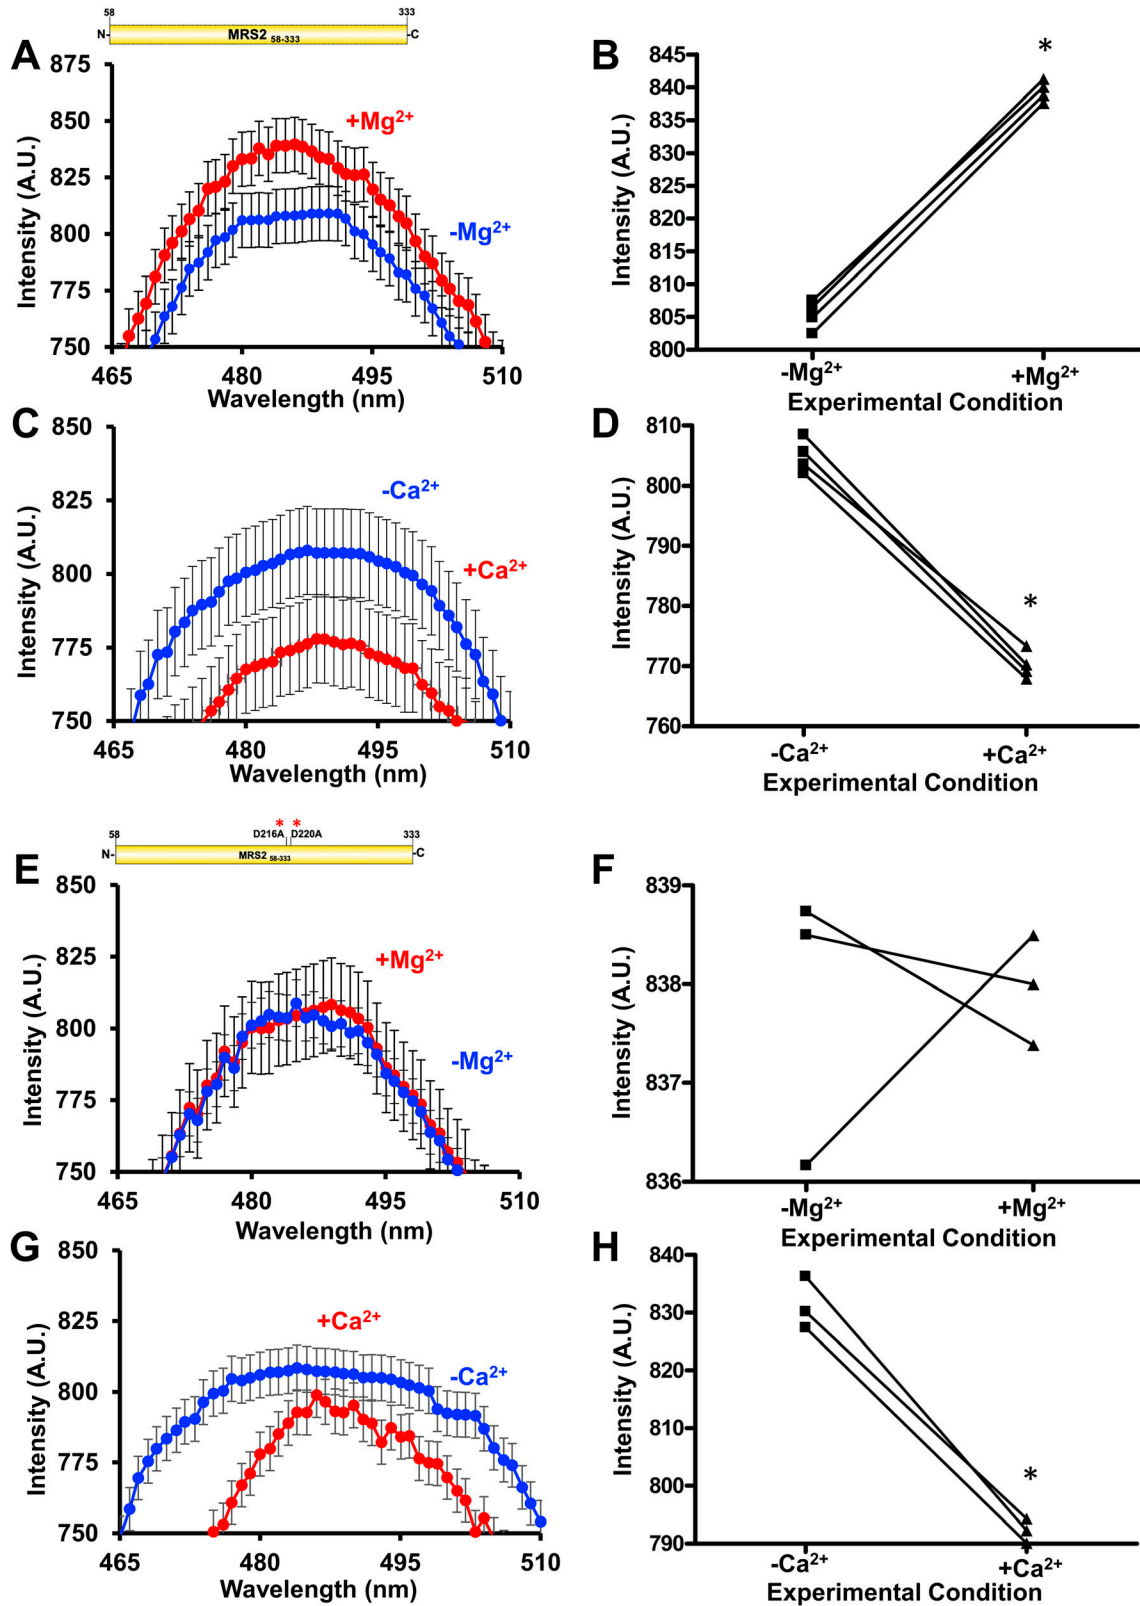 58 333
N- MRS2 58-333 -C
A
875
850
825
800
775
750
Intensity (A.U.)
+Mg²⁺
-Mg²⁺
465 480 495 510
Wavelength (nm)
B
845
840
835
830
825
820
815
810
805
800
Intensity (A.U.)
*
-Mg²⁺ +Mg²⁺
Experimental Condition
C
850
825
800
775
750
Intensity (A.U.)
-Ca²⁺
+Ca²⁺
465 480 495 510
Wavelength (nm)
D
810
800
790
780
770
760
Intensity (A.U.)
*
-Ca²⁺ +Ca²⁺
Experimental Condition
* *
58 D216A D220A 333
N- MRS2 58-333 -C
E
850
825
800
775
750
Intensity (A.U.)
+Mg²⁺
-Mg²⁺
465 480 495 510
Wavelength (nm)
F
839
838
837
836
Intensity (A.U.)
-Mg²⁺ +Mg²⁺
Experimental Condition
G
850
825
800
775
750
Intensity (A.U.)
+Ca²⁺
-Ca²⁺
465 480 495 510
Wavelength (nm)
H
840
830
820
810
800
790
Intensity (A.U.)
*
-Ca²⁺ +Ca²⁺
Experimental Condition